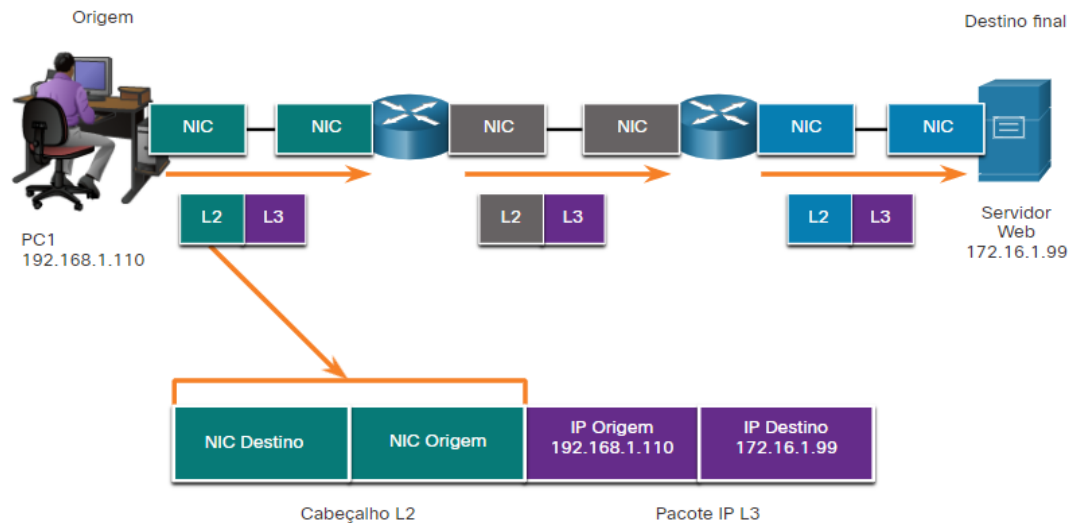 Origem
Destino final
NIC
NIC
NIC
NIC
NIC
NIC
L2
L3
L2
L3
L2
L3
PC1
192.168.1.110
Servidor
Web
172.16.1.99
NIC Destino
NIC Origem
IP Origem
192.168.1.110
IP Destino
172.16.1.99
Cabeçalho L2
Pacote IP L3